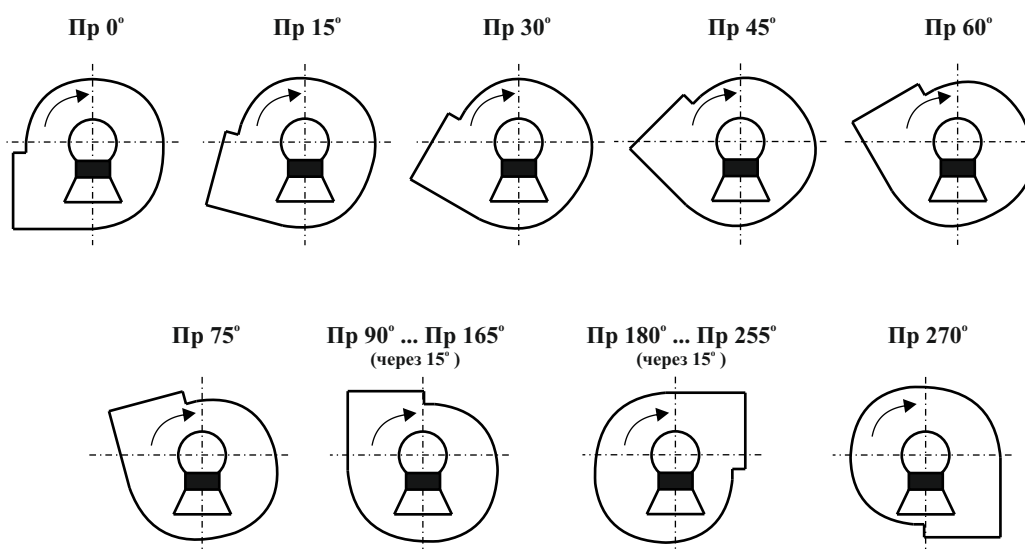 Пр 0° Пр 15° Пр 30° Пр 45° Пр 60°
Пр 75° Пр 90° ... Пр 165° Пр 180° ... Пр 255° Пр 270°
(через 15°) (через 15°)